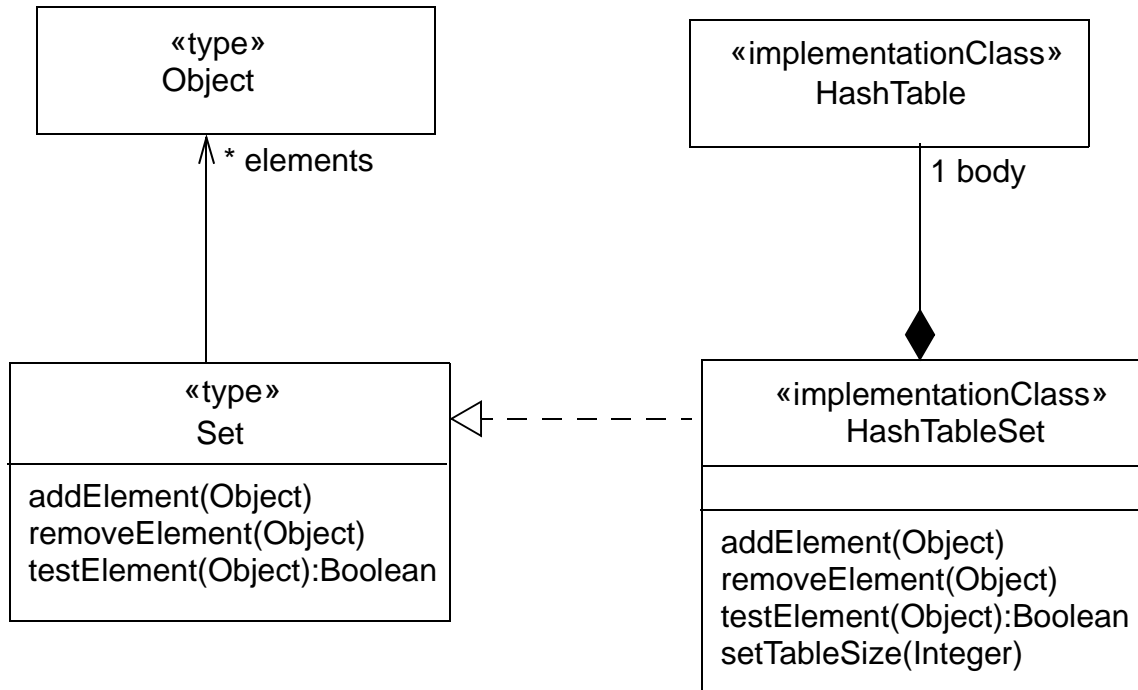 «type»
Object
* elements
«implementationClass»
HashTable
1 body
«type»
Set
addElement(Object)
removeElement(Object)
testElement(Object):Boolean
«implementationClass»
HashTableSet
addElement(Object)
removeElement(Object)
testElement(Object):Boolean
setTableSize(Integer)